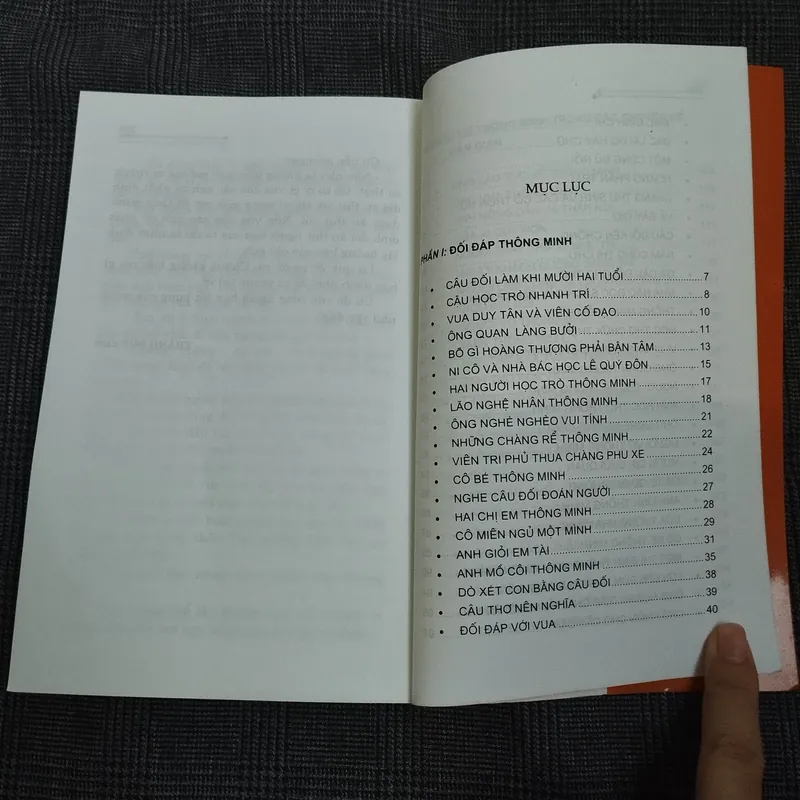 MỤC LỤC
PHẦN I: ĐỐI ĐÁP THÔNG MINH
• CÂU ĐỐI LÀM KHI MƯỜI HAI TUỔI ........ 7
• CẬU HỌC TRÒ NHANH TRÍ ........ 8
• VUA DUY TÂN VÀ VIÊN CỐ ĐẠO ........ 10
• ÔNG QUAN LÀNG BƯỞI ........ 11
• BÕ GÌ HOÀNG THƯỢNG PHẢI BẬN TÂM ........ 13
• NI CÔ VÀ NHÀ BÁC HỌC LÊ QUÝ ĐÔN ........ 15
• HAI NGƯỜI HỌC TRÒ THÔNG MINH ........ 17
• LÃO NGHỆ NHÂN THÔNG MINH ........ 18
• ÔNG NGHÈ NGHÈO VUI TÍNH ........ 21
• NHỮNG CHÀNG RỂ THÔNG MINH ........ 22
• VIÊN TRI PHỦ THUA CHÀNG PHU XE ........ 24
• CÔ BÉ THÔNG MINH ........ 26
• NGHE CÂU ĐỐI ĐOÁN NGƯỜI ........ 27
• HAI CHỊ EM THÔNG MINH ........ 28
• CÔ MIÊN NGỦ MỘT MÌNH ........ 29
• ANH GIỎI EM TÀI ........ 31
• ANH MỒ CÔI THÔNG MINH ........ 35
• DÒ XÉT CON BẰNG CÂU ĐỐI ........ 38
• CÂU THƠ NÊN NGHĨA ........ 39
• ĐỐI ĐÁP VỚI VUA ........ 40